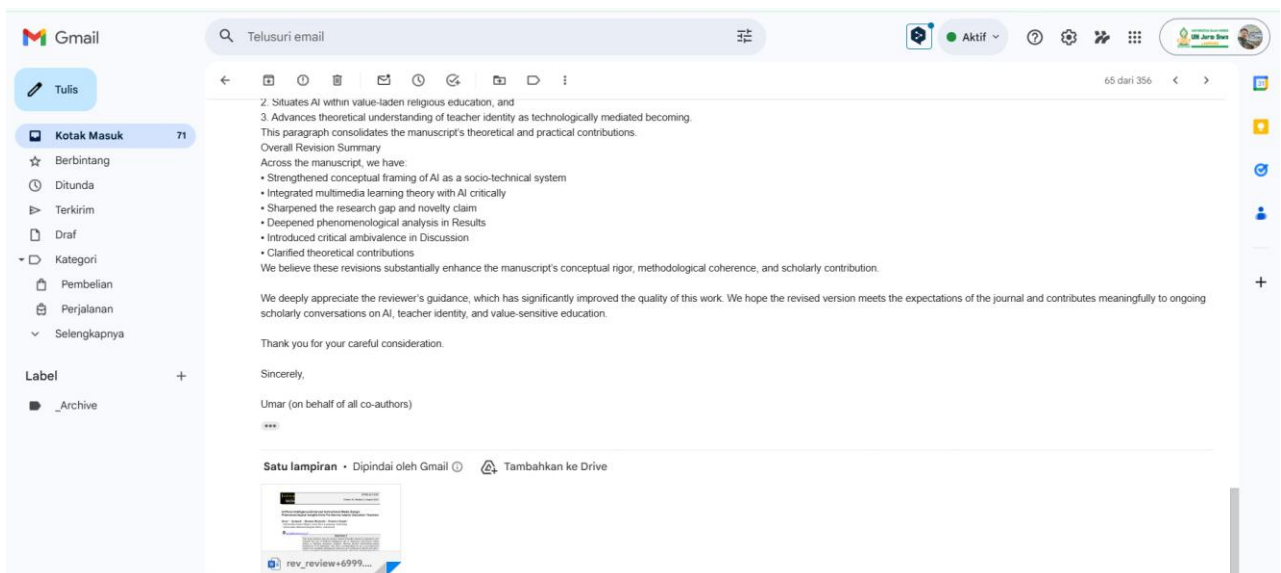 Gmail
Telusuri email
Aktif
UIN Jurai Siwo
Tulis
65 dari 356
Kotak Masuk 71
Berbintang
Ditunda
Terkirim
Draf
Kategori
Pembelian
Perjalanan
Selengkapnya
Label
_Archive
2. Situates AI within value-laden religious education, and
3. Advances theoretical understanding of teacher identity as technologically mediated becoming.
This paragraph consolidates the manuscript's theoretical and practical contributions.
Overall Revision Summary
Across the manuscript, we have:
• Strengthened conceptual framing of AI as a socio-technical system
• Integrated multimedia learning theory with AI critically
• Sharpened the research gap and novelty claim
• Deepened phenomenological analysis in Results
• Introduced critical ambivalence in Discussion
• Clarified theoretical contributions
We believe these revisions substantially enhance the manuscript's conceptual rigor, methodological coherence, and scholarly contribution.
We deeply appreciate the reviewer's guidance, which has significantly improved the quality of this work. We hope the revised version meets the expectations of the journal and contributes meaningfully to ongoing
scholarly conversations on AI, teacher identity, and value-sensitive education.
Thank you for your careful consideration.
Sincerely,
Umar (on behalf of all co-authors)
Satu lampiran • Dipindai oleh Gmail
Tambahkan ke Drive
rev_review+6999....